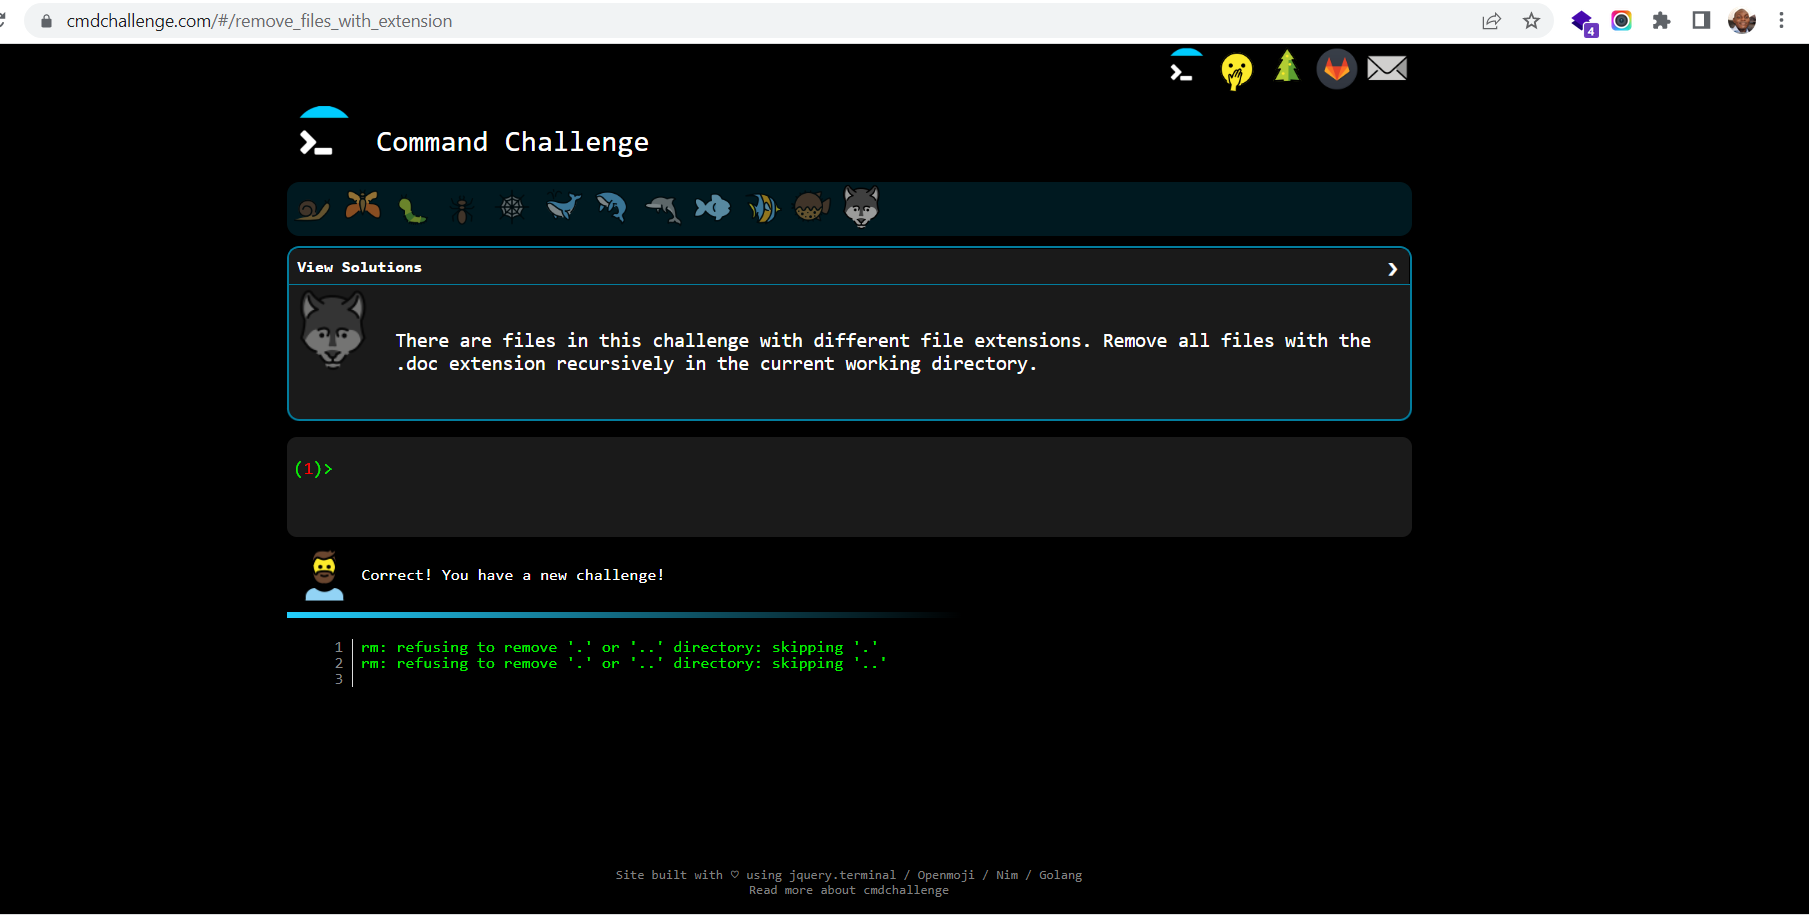 cmdchallenge.com/#/remove_files_with_extension
4
Command Challenge
View Solutions
There are files in this challenge with different file extensions. Remove all files with the
.doc extension recursively in the current working directory.
(1)>
Correct! You have a new challenge!
1 rm: refusing to remove '.' or '..' directory: skipping '.'
2 rm: refusing to remove '.' or '..' directory: skipping '..'
3
Site built with ♡ using jquery.terminal / Openmoji / Nim / Golang
Read more about cmdchallenge